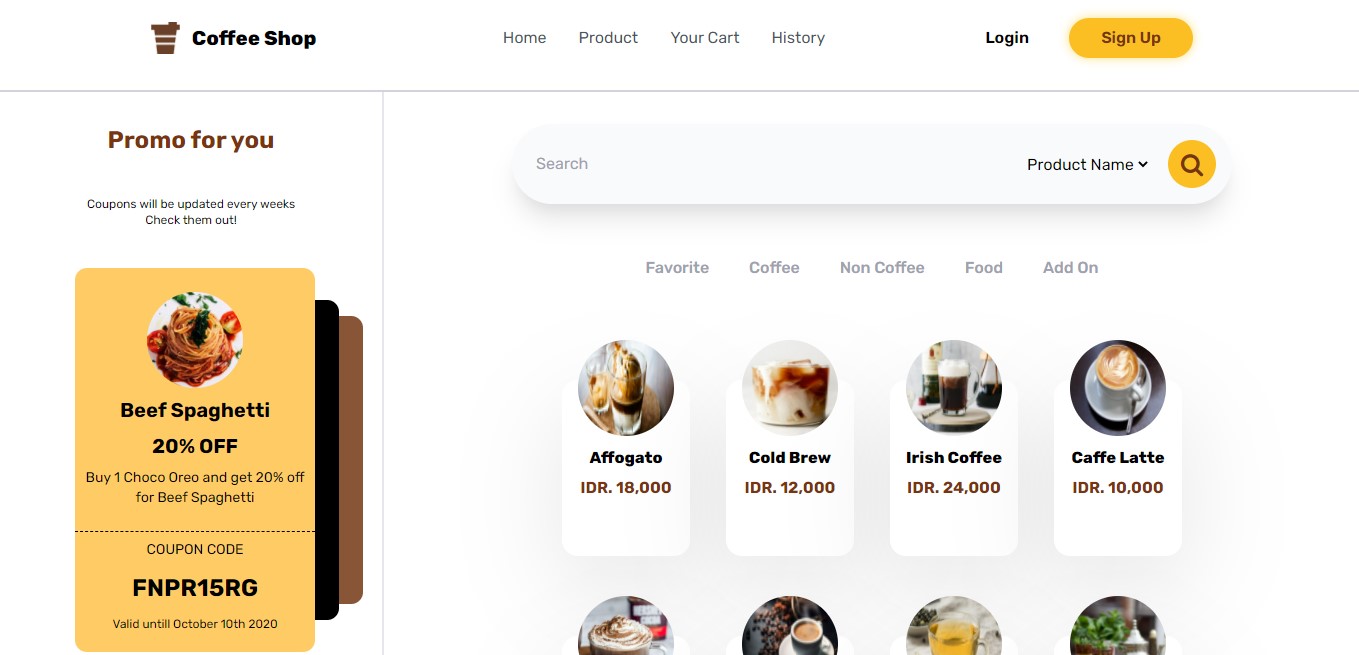 Coffee Shop
Home
Product
Your Cart
History
Login
Sign Up
Promo for you
Coupons will be updated every weeks
Check them out!
Beef Spaghetti
20% OFF
Buy 1 Choco Oreo and get 20% off
for Beef Spaghetti
COUPON CODE
FNPR15RG
Valid untill October 10th 2020
Search
Product Name
Favorite
Coffee
Non Coffee
Food
Add On
Affogato
IDR. 18,000
Cold Brew
IDR. 12,000
Irish Coffee
IDR. 24,000
Caffe Latte
IDR. 10,000